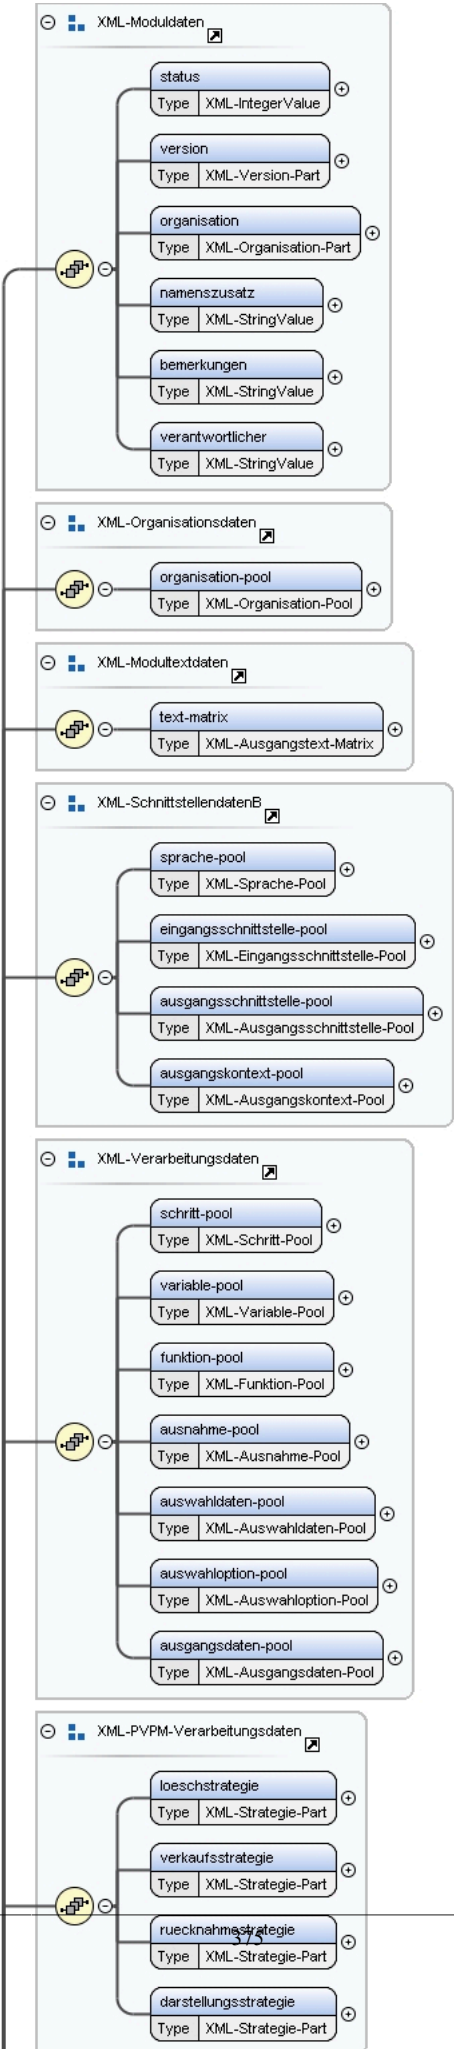 XML-Moduldaten
status
Type XML-IntegerValue
version
Type XML-Version-Part
organisation
Type XML-Organisation-Part
namenszusatz
Type XML-StringValue
bemerkungen
Type XML-StringValue
verantwortlicher
Type XML-StringValue
XML-Organisationsdaten
organisation-pool
Type XML-Organisation-Pool
XML-Modultextdaten
text-matrix
Type XML-Ausgangstext-Matrix
XML-SchnittstellendatenB
sprache-pool
Type XML-Sprache-Pool
eingangsschnittstelle-pool
Type XML-Eingangsschnittstelle-Pool
ausgangsschnittstelle-pool
Type XML-Ausgangsschnittstelle-Pool
ausgangskontext-pool
Type XML-Ausgangskontext-Pool
XML-Verarbeitungsdaten
schritt-pool
Type XML-Schritt-Pool
variable-pool
Type XML-Variable-Pool
funktion-pool
Type XML-Funktion-Pool
ausnahme-pool
Type XML-Ausnahme-Pool
auswahldaten-pool
Type XML-Auswahldaten-Pool
auswahloption-pool
Type XML-Auswahloption-Pool
ausgangsdaten-pool
Type XML-Ausgangsdaten-Pool
XML-PVPM-Verarbeitungsdaten
loeschstrategie
Type XML-Strategie-Part
verkaufsstrategie
Type XML-Strategie-Part
ruecknahmestrategie
375
Type XML-Strategie-Part
darstellungsstrategie
Type XML-Strategie-Part